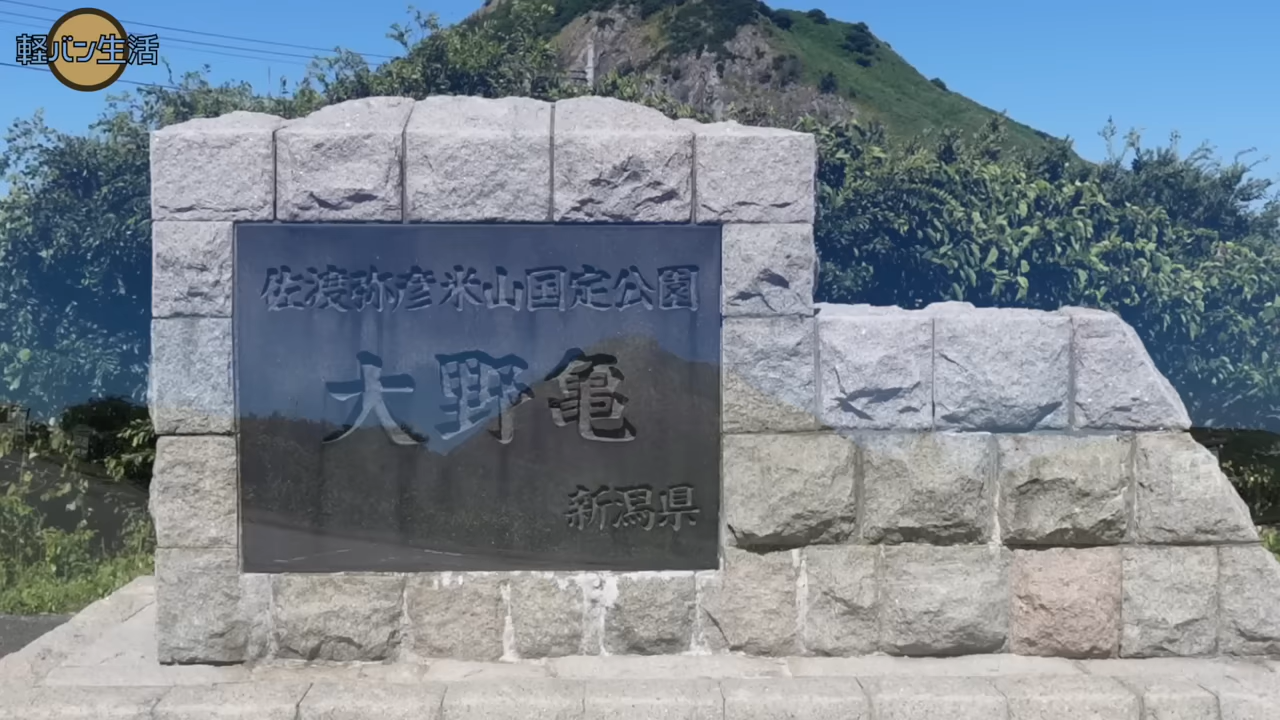 軽バン生活
佐渡弥彦米山国定公園
大野亀
新潟県